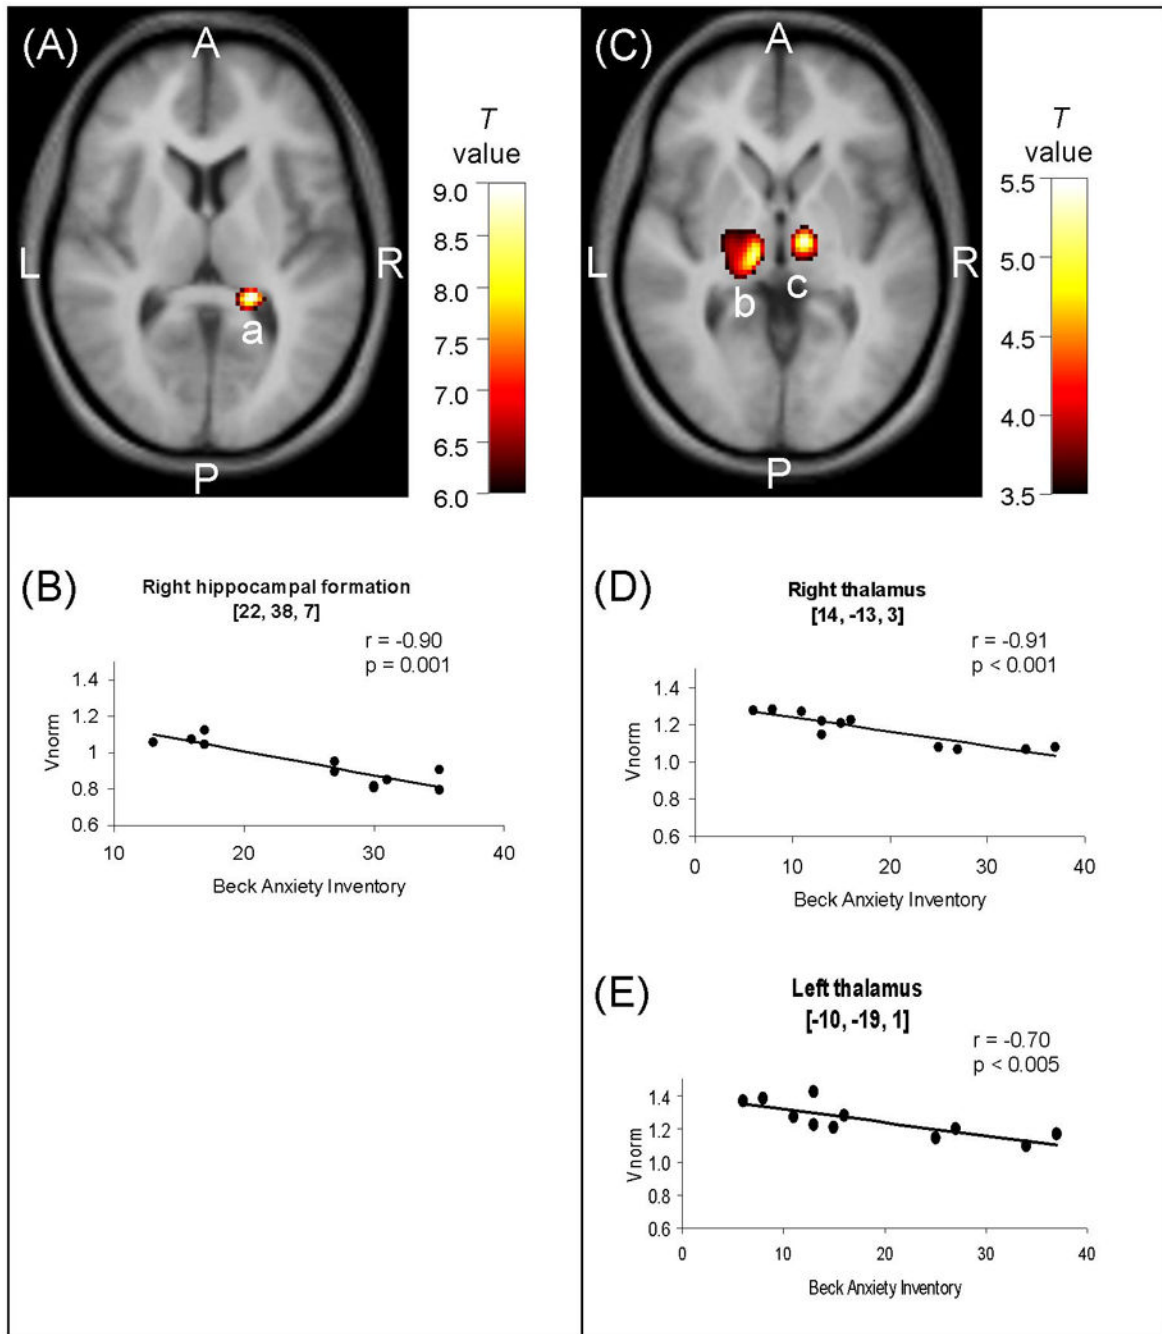 (A)
A
L
R
P
a
T
value
9.0
8.5
8.0
7.5
7.0
6.5
6.0
(B)
Right hippocampal formation
[22, 38, 7]
r = -0.90
p = 0.001
Vnorm
1.4
1.2
1
0.8
0.6
10
20
30
40
Beck Anxiety Inventory
(C)
A
L
R
P
b
c
T
value
5.5
5.0
4.5
4.0
3.5
(D)
Right thalamus
[14, -13, 3]
r = -0.91
p < 0.001
Vnorm
1.4
1.2
1.0
0.8
0.6
0
10
20
30
40
Beck Anxiety Inventory
(E)
Left thalamus
[-10, -19, 1]
r = -0.70
p < 0.005
Vnorm
1.4
1.2
1.0
0.8
0.6
0
10
20
30
40
Beck Anxiety Inventory